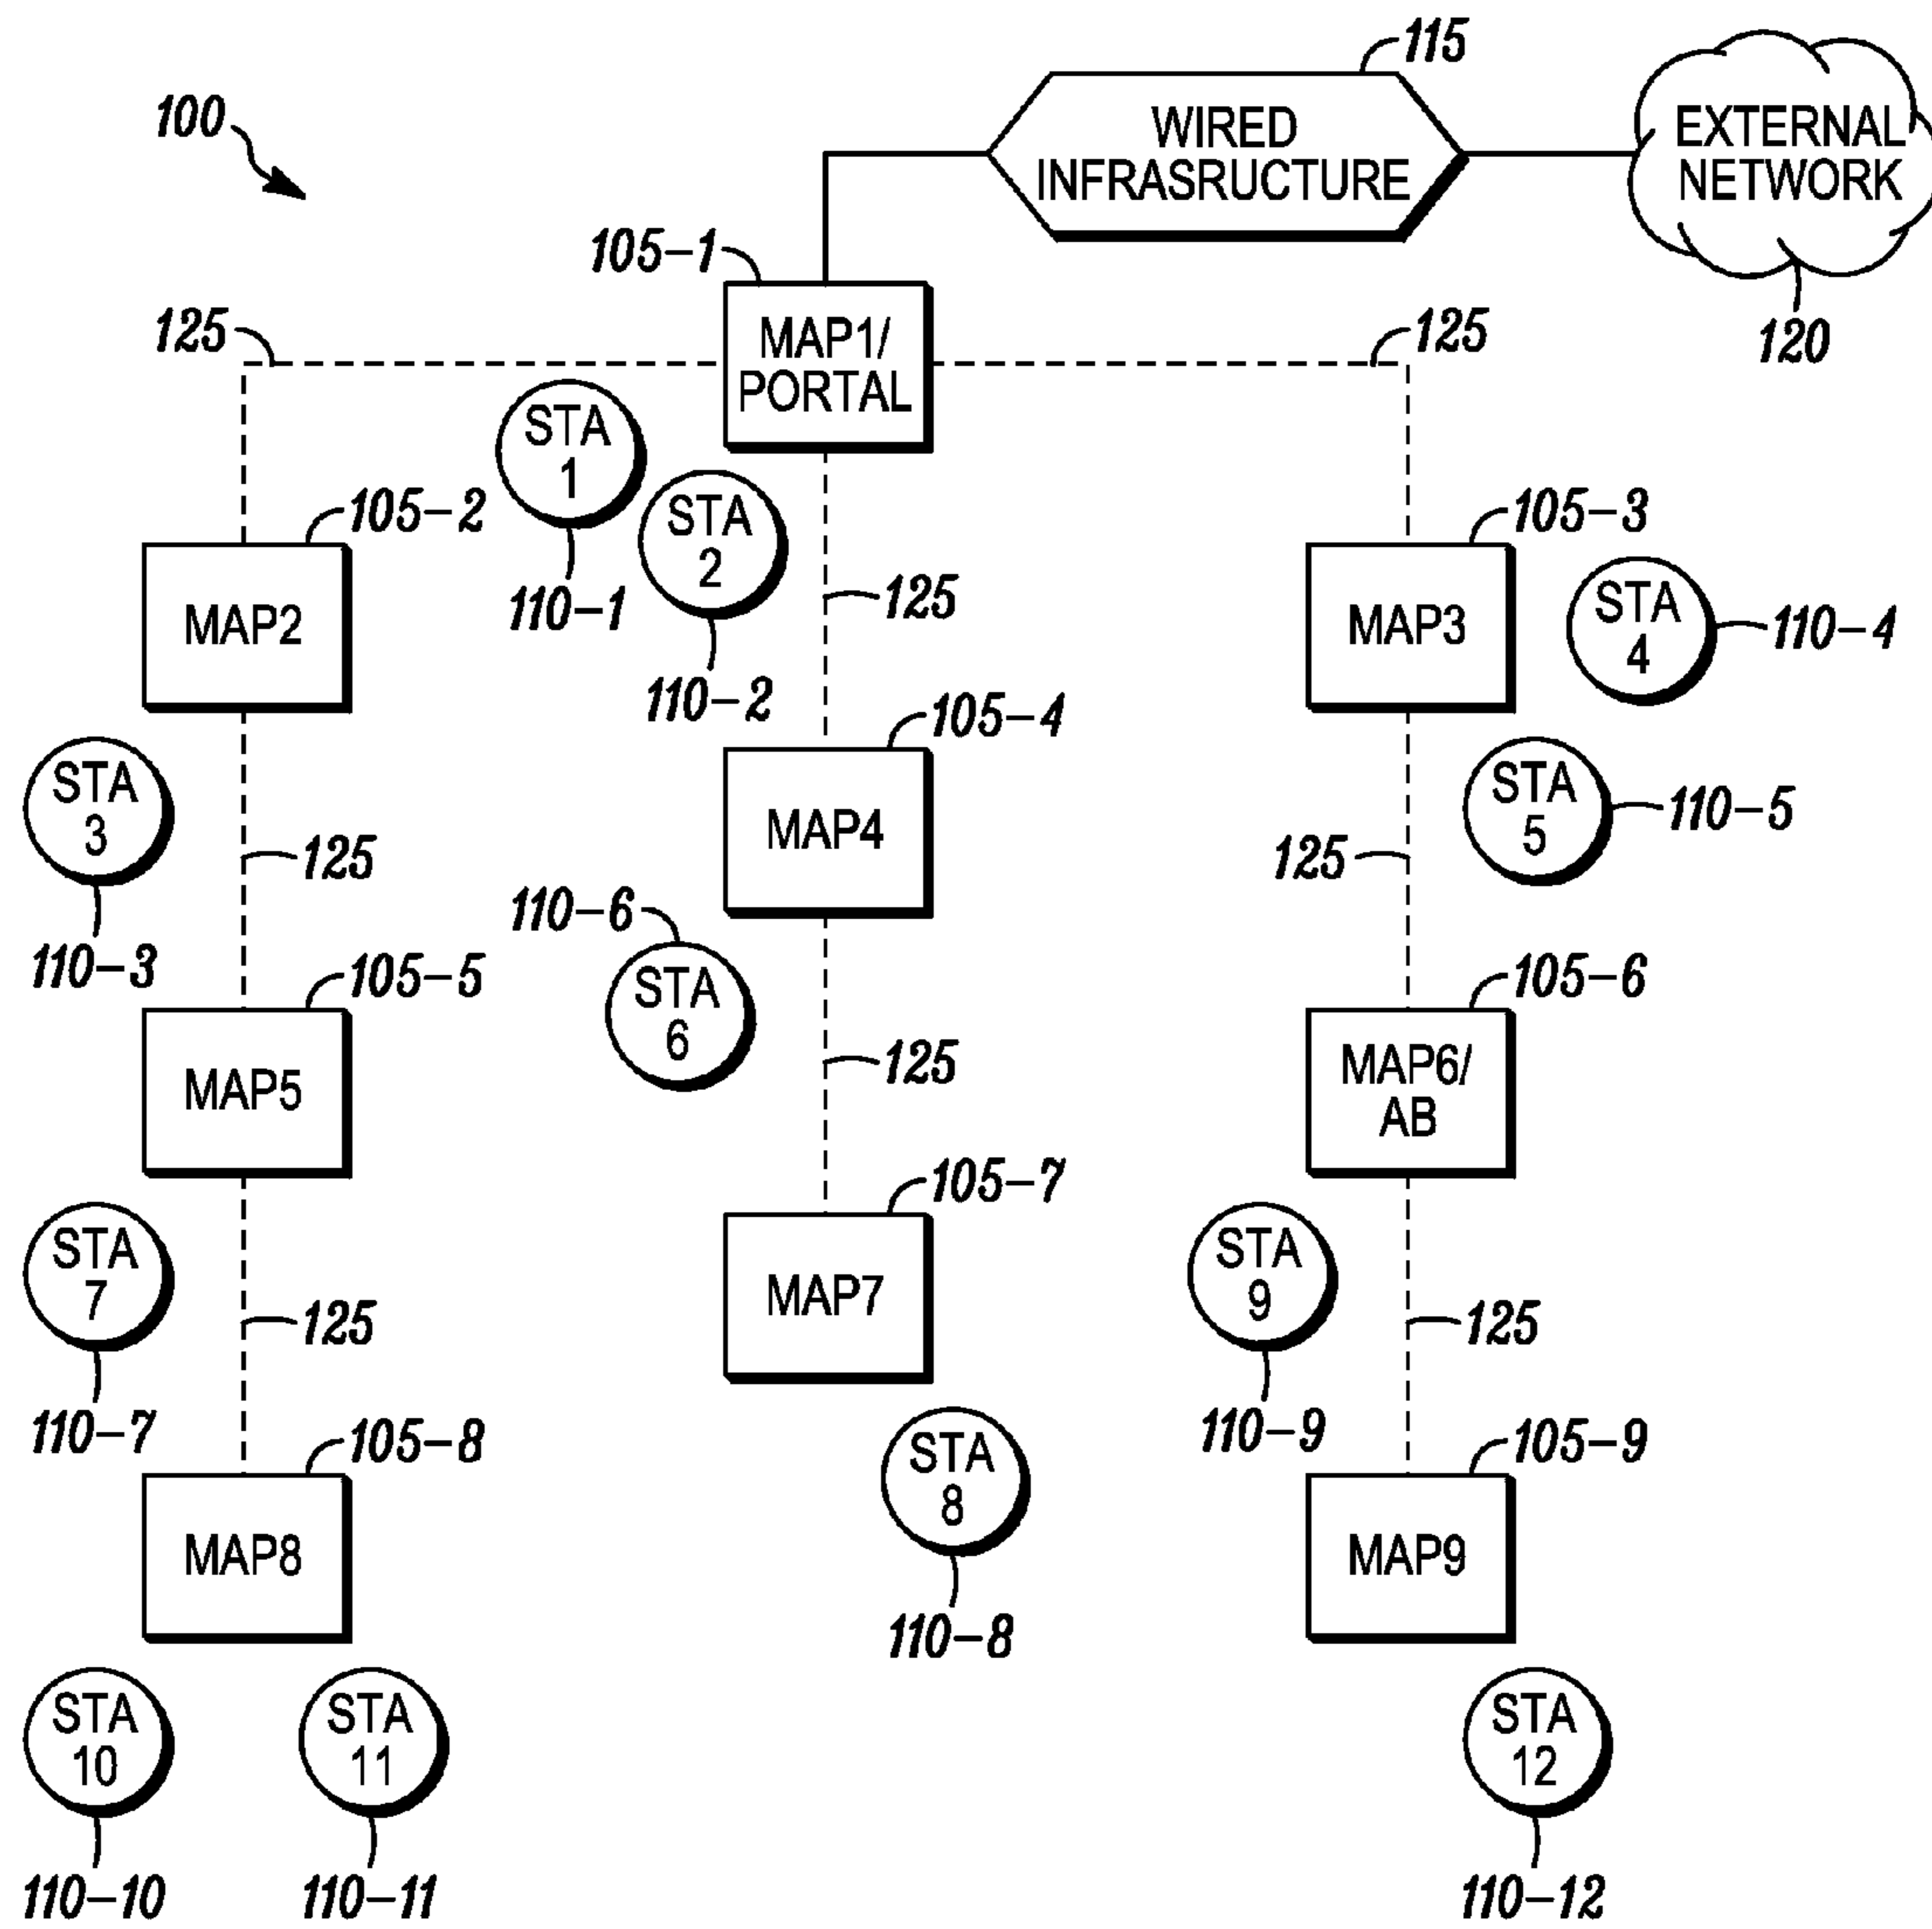 115
100
WIRED
INFRASRUCTURE
EXTERNAL
NETWORK
105-1
120
125
MAP1/
PORTAL
125
STA
1
105-2
STA
2
105-3
110-1
125
MAP2
MAP3
STA
4
110-4
110-2
105-4
STA
3
MAP4
STA
5
110-5
125
125
110-6
110-3
105-5
STA
6
105-6
125
MAP5
MAP6/
AB
105-7
STA
7
MAP7
STA
9
125
125
110-7
105-8
110-9
105-9
STA
8
MAP8
MAP9
110-8
STA
10
STA
11
STA
12
110-10
110-11
110-12